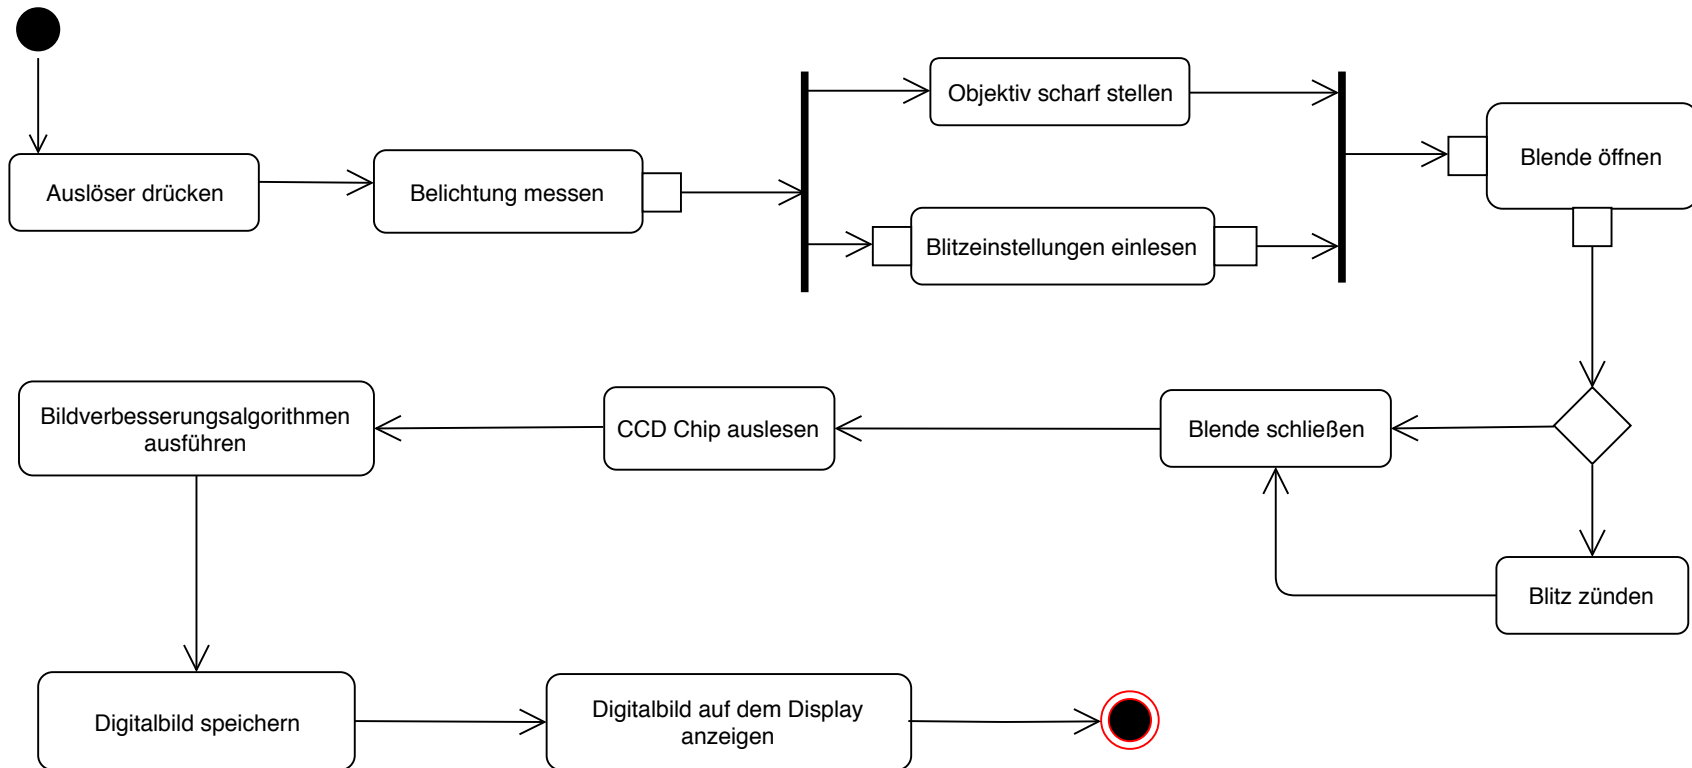 Objektiv scharf stellen
Auslöser drücken
Belichtung messen
Blitzeinstellungen einlesen
Blende öffnen
Bildverbesserungsalgorithmen
ausführen
CCD Chip auslesen
Blende schließen
Blitz zünden
Digitalbild speichern
Digitalbild auf dem Display
anzeigen